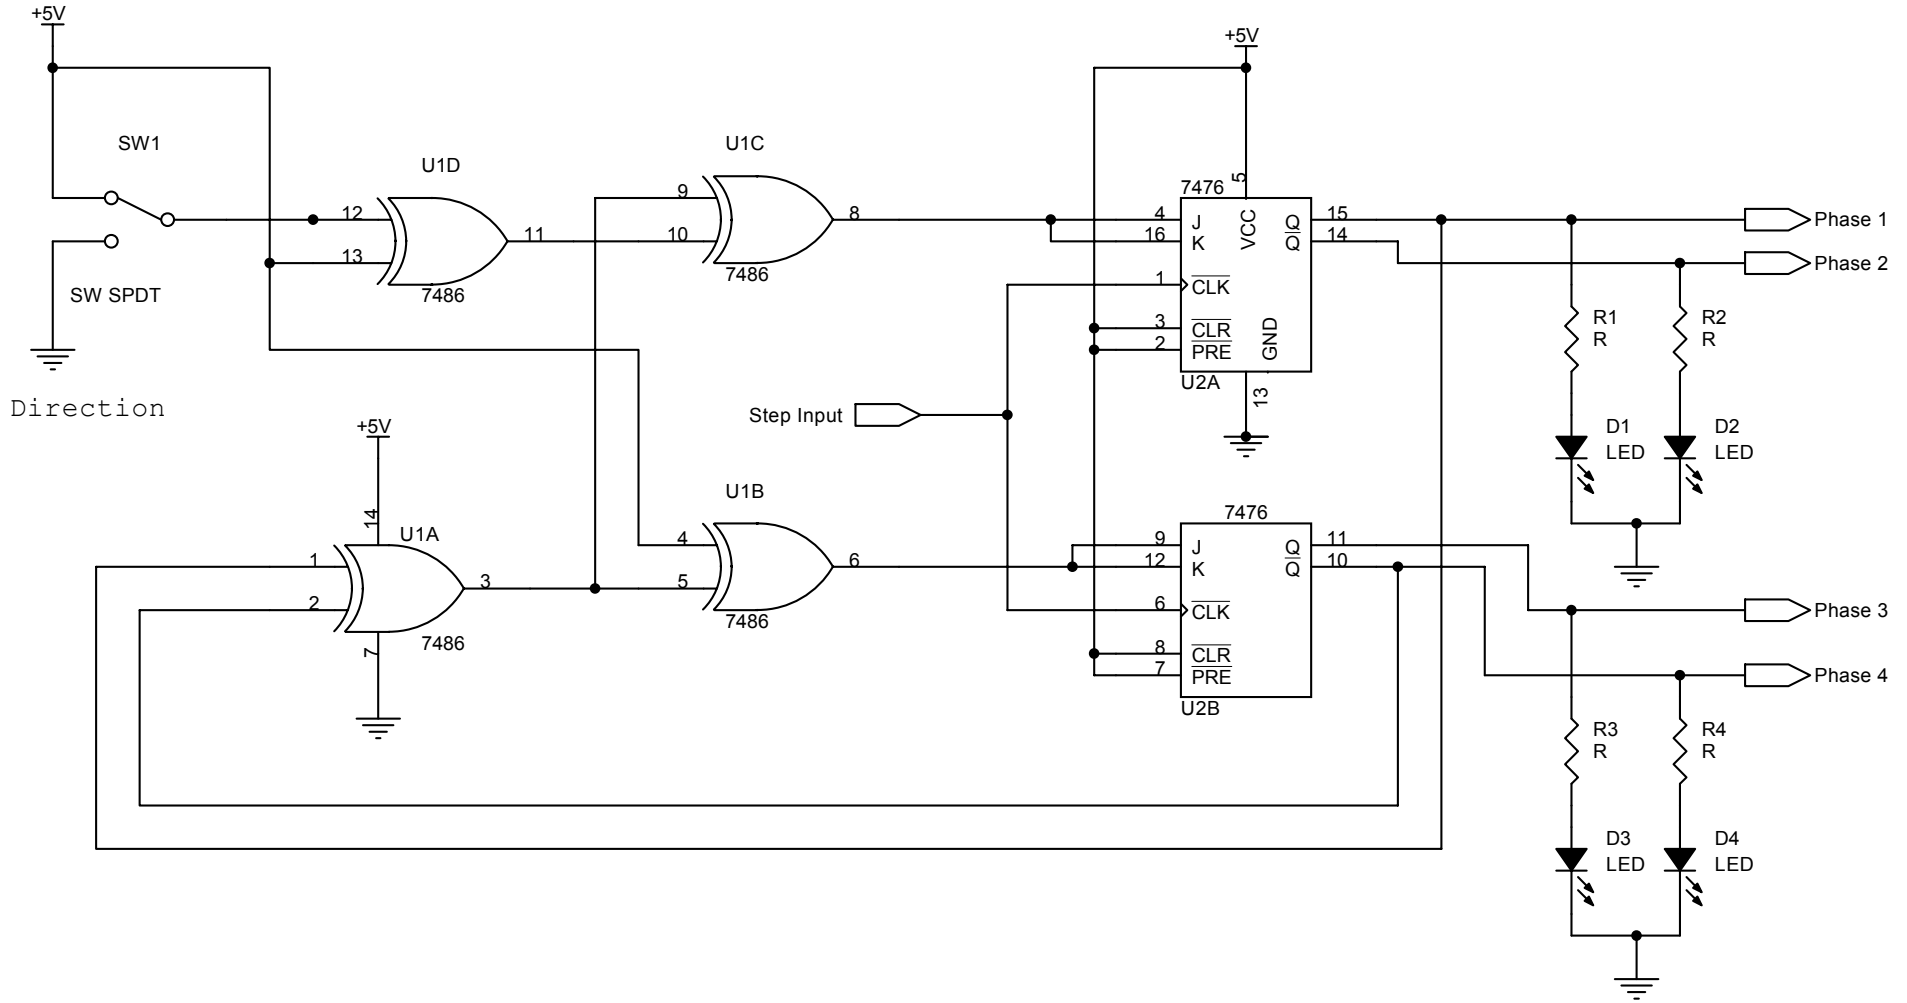 +5V
+5V
SW1
U1D
U1C
12
13
11
7486
9
10
8
7486
SW SPDT
Direction
7476
5
VCC
4
J
16
K
1
CLK
3
CLR
2
PRE
GND
13
U2A
Q
15
Q
14
Phase 1
Phase 2
R1
R
R2
R
D1
LED
D2
LED
Step Input
+5V
14
U1A
1
2
3
7
7486
U1B
4
5
6
7486
7476
9
J
12
K
6
CLK
8
CLR
7
PRE
U2B
Q
11
Q
10
Phase 3
Phase 4
R3
R
R4
R
D3
LED
D4
LED